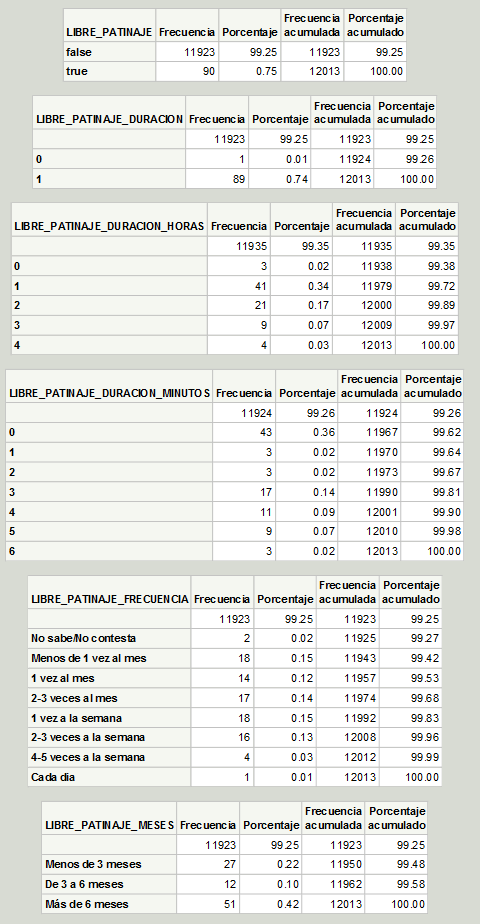 LIBRE_PATINAJE Frecuencia Porcentaje Frecuencia acumulada Porcentaje acumulado
false 11923 99.25 11923 99.25
true 90 0.75 12013 100.00
LIBRE_PATINAJE_DURACION Frecuencia Porcentaje Frecuencia acumulada Porcentaje acumulado
11923 99.25 11923 99.25
0 1 0.01 11924 99.26
1 89 0.74 12013 100.00
LIBRE_PATINAJE_DURACION_HORAS Frecuencia Porcentaje Frecuencia acumulada Porcentaje acumulado
11935 99.35 11935 99.35
0 3 0.02 11938 99.38
1 41 0.34 11979 99.72
2 21 0.17 12000 99.89
3 9 0.07 12009 99.97
4 4 0.03 12013 100.00
LIBRE_PATINAJE_DURACION_MINUTOS Frecuencia Porcentaje Frecuencia acumulada Porcentaje acumulado
11924 99.26 11924 99.26
0 43 0.36 11967 99.62
1 3 0.02 11970 99.64
2 3 0.02 11973 99.67
3 17 0.14 11990 99.81
4 11 0.09 12001 99.90
5 9 0.07 12010 99.98
6 3 0.02 12013 100.00
LIBRE_PATINAJE_FRECUENCIA Frecuencia Porcentaje Frecuencia acumulada Porcentaje acumulado
11923 99.25 11923 99.25
No sabe/No contesta 2 0.02 11925 99.27
Menos de 1 vez al mes 18 0.15 11943 99.42
1 vez al mes 14 0.12 11957 99.53
2-3 veces al mes 17 0.14 11974 99.68
1 vez a la semana 18 0.15 11992 99.83
2-3 veces a la semana 16 0.13 12008 99.96
4-5 veces a la semana 4 0.03 12012 99.99
Cada dia 1 0.01 12013 100.00
LIBRE_PATINAJE_MESES Frecuencia Porcentaje Frecuencia acumulada Porcentaje acumulado
11923 99.25 11923 99.25
Menos de 3 meses 27 0.22 11950 99.48
De 3 a 6 meses 12 0.10 11962 99.58
Más de 6 meses 51 0.42 12013 100.00